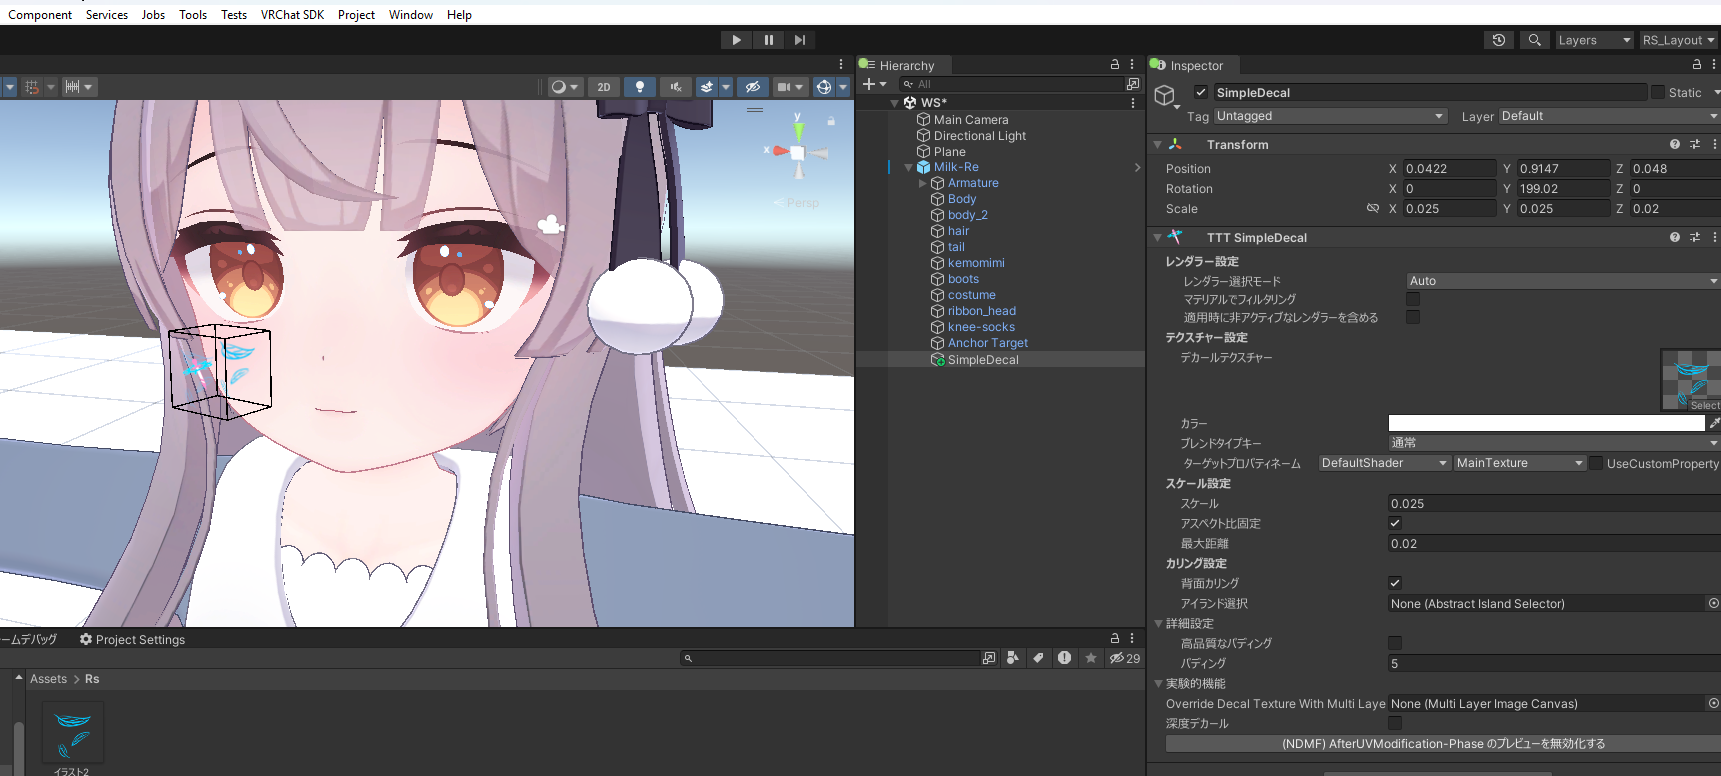 Component Services Jobs Tools Tests VRChat SDK Project Window Help
Layers RS_Layout
2D
y
x
Persp
Hierarchy
All
WS*
Main Camera
Directional Light
Plane
Milk-Re
Armature
Body
body_2
hair
tail
kemomimi
boots
costume
ribbon_head
knee-socks
Anchor Target
SimpleDecal
Inspector
SimpleDecal Static
Tag Untagged Layer Default
Transform
Position X 0.0422 Y 0.9147 Z 0.048
Rotation X 0 Y 199.02 Z 0
Scale X 0.025 Y 0.025 Z 0.02
TTT SimpleDecal
レンダラー設定
レンダラー選択モード Auto
マテリアルでフィルタリング
適用時に非アクティブなレンダラーを含める
テクスチャー設定
デカールテクスチャー
Select
カラー
ブレンドタイプキー 通常
ターゲットプロパティネーム DefaultShader MainTexture UseCustomProperty
スケール設定
スケール 0.025
アスペクト比固定
最大距離 0.02
カリング設定
背面カリング
アイランド選択 None (Abstract Island Selector)
詳細設定
高品質なパディング
パディング 5
実験的機能
Override Decal Texture With Multi Laye None (Multi Layer Image Canvas)
深度デカール
(NDMF) AfterUVModification-Phase のプレビューを無効化する
ームデバッグ Project Settings
29
Assets > Rs
イラスト2